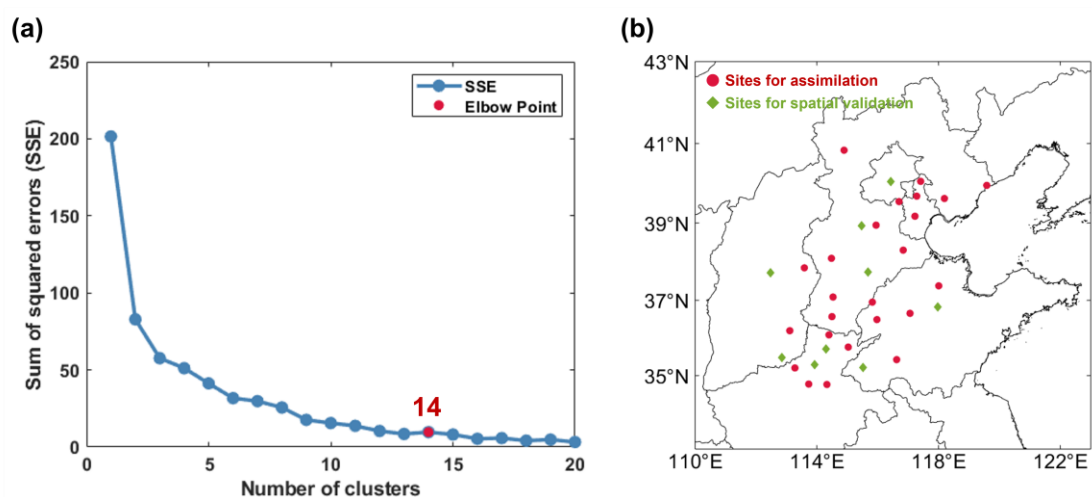 (a)
250
200
150
100
50
0
0
5
10
15
20
Sum of squared errors (SSE)
Number of clusters
SSE
Elbow Point
14
(b)
43°N
41°N
39°N
37°N
35°N
110°E
114°E
118°E
122°E
Sites for assimilation
Sites for spatial validation